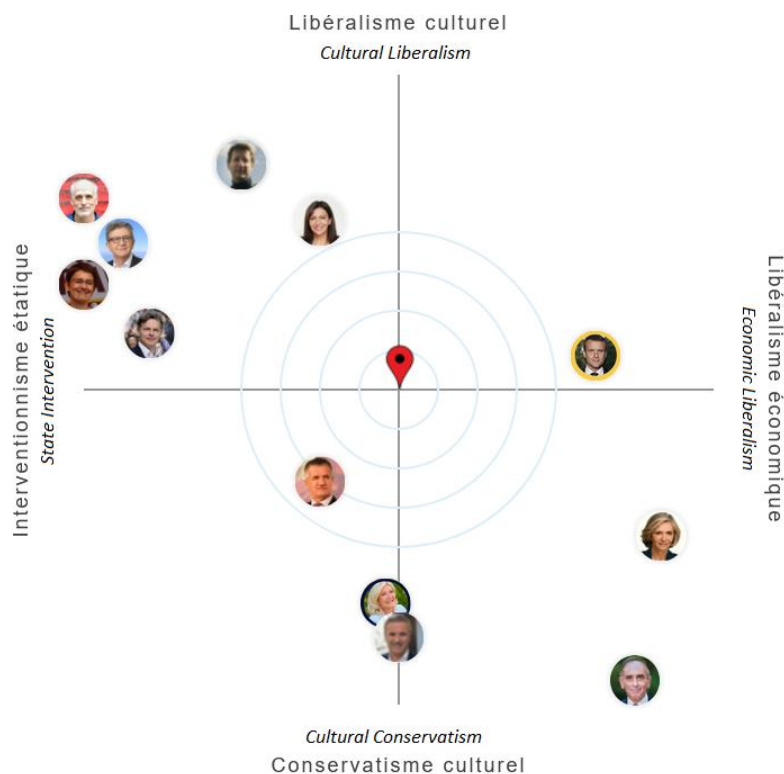 Libéralisme culturel
Cultural Liberalism
Interventionnisme étatique
State Intervention
Economic Liberalism
Libéralisme économique
Cultural Conservatism
Conservatisme culturel